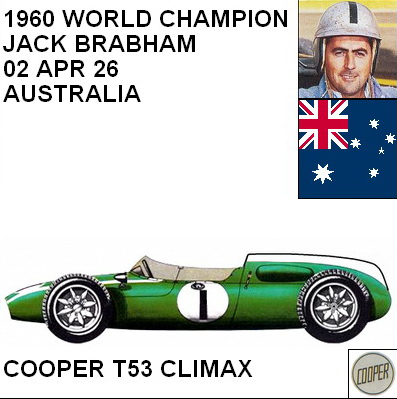 1960 WORLD CHAMPION
JACK BRABHAM
02 APR 26
AUSTRALIA
1
COOPER T53 CLIMAX
COOPER